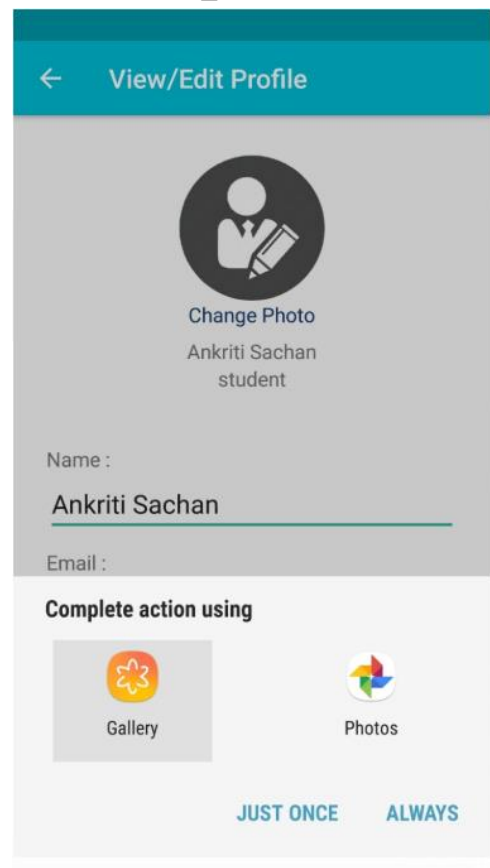 View/Edit Profile
Change Photo
Ankriti Sachan
student
Name :
Ankriti Sachan
Email :
Complete action using
Gallery
Photos
JUST ONCE
ALWAYS